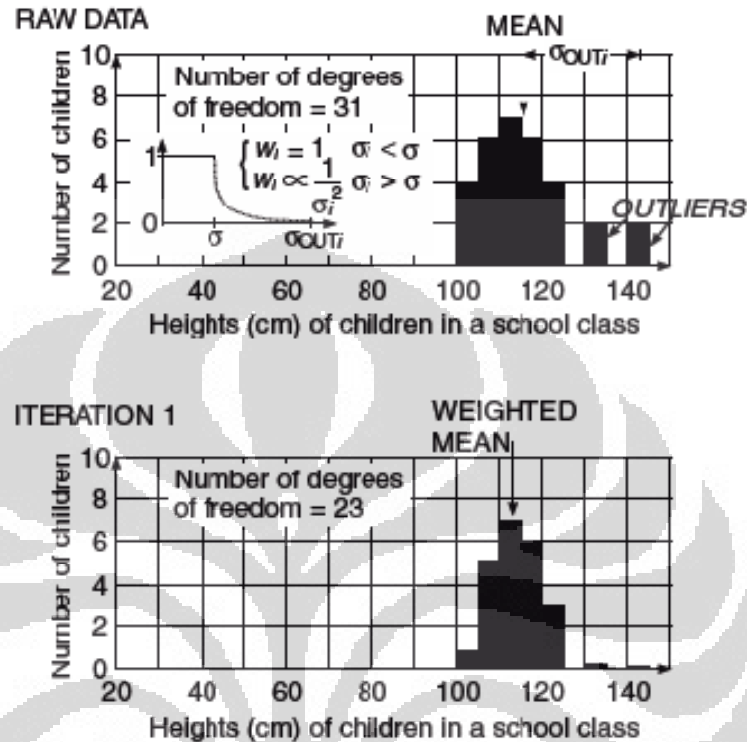 RAW DATA
MEAN
σOUTi
Number of children
10
8
6
4
2
0
Number of degrees
of freedom = 31
1
0
σ
σOUTi
{ Wi = 1, σi < σ
Wi ∝ 1/σi² σi > σ
OUTLIERS
20 40 60 80 100 120 140
Heights (cm) of children in a school class
ITERATION 1
WEIGHTED
MEAN
Number of children
10
8
6
4
2
0
Number of degrees
of freedom = 23
20 40 60 80 100 120 140
Heights (cm) of children in a school class